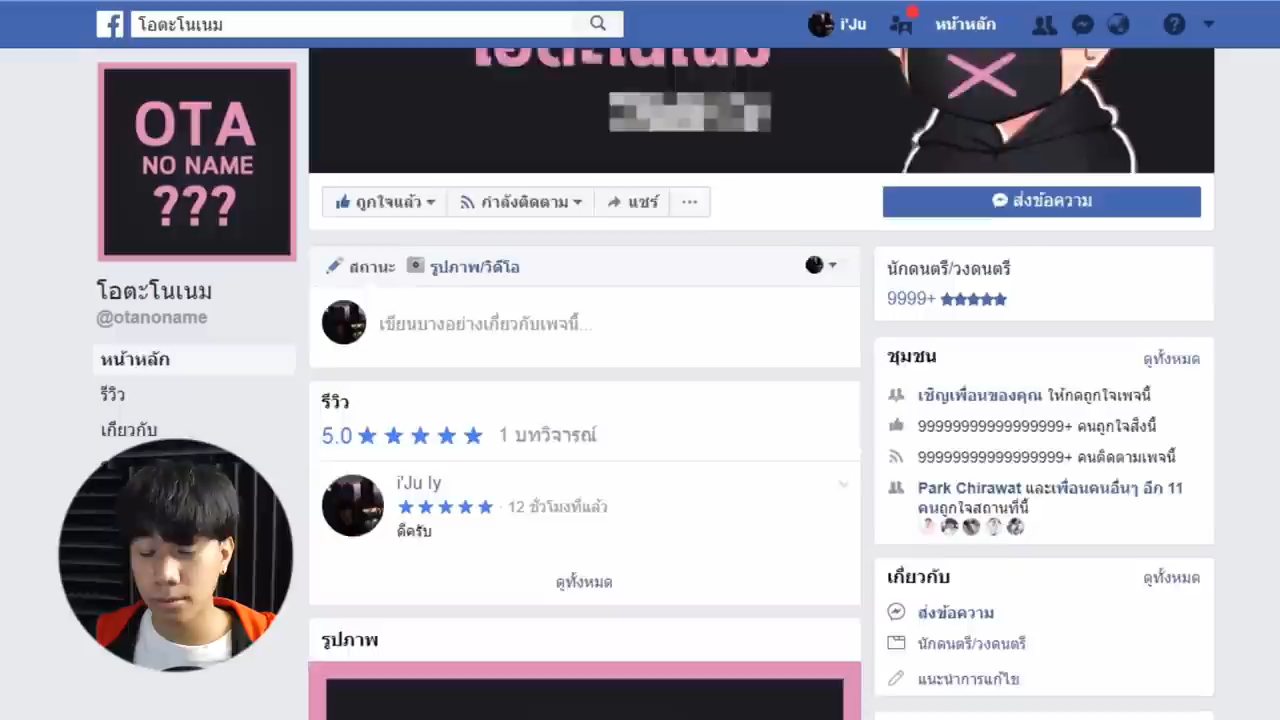 โอตะโนเนม
i'Ju
หน้าหลัก
โอตะโนเนม
OTA
NO NAME
???
ถูกใจแล้ว
กำลังติดตาม
แชร์
...
ส่งข้อความ
โอตะโนเนม
@otanoname
หน้าหลัก
รีวิว
เกี่ยวกับ
สถานะ
รูปภาพ/วิดีโอ
เขียนบางอย่างเกี่ยวกับเพจนี้...
รีวิว
5.0 ★ ★ ★ ★ ★ 1 บทวิจารณ์
i'Ju Iy
★ ★ ★ ★ ★ · 12 ชั่วโมงที่แล้ว
ดีครับ
ดูทั้งหมด
รูปภาพ
นักดนตรี/วงดนตรี
9999+ ★★★★★
ชุมชน
ดูทั้งหมด
เชิญเพื่อนของคุณ ให้กดถูกใจเพจนี้
99999999999999999+ คนถูกใจสิ่งนี้
99999999999999999+ คนติดตามเพจนี้
Park Chirawat และเพื่อนคนอื่นๆ อีก 11
คนถูกใจสถานที่นี้
เกี่ยวกับ
ดูทั้งหมด
ส่งข้อความ
นักดนตรี/วงดนตรี
แนะนำการแก้ไข